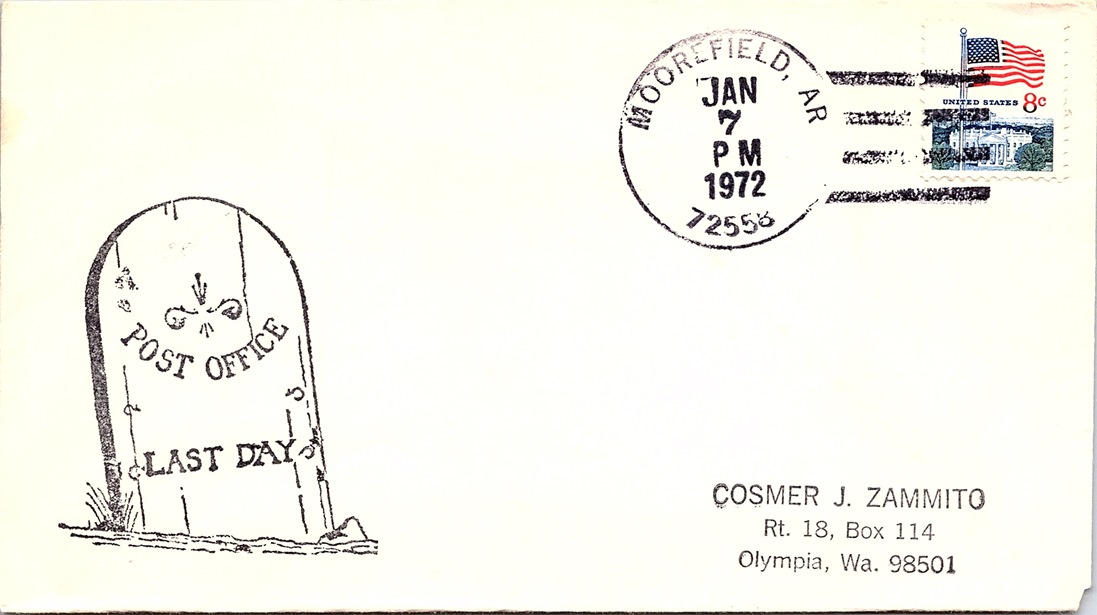 MOOREFIELD, AR
JAN
7
PM
1972
72558
UNITED STATES 8c
POST OFFICE
LAST DAY
COSMER J. ZAMMITO
Rt. 18, Box 114
Olympia, Wa. 98501